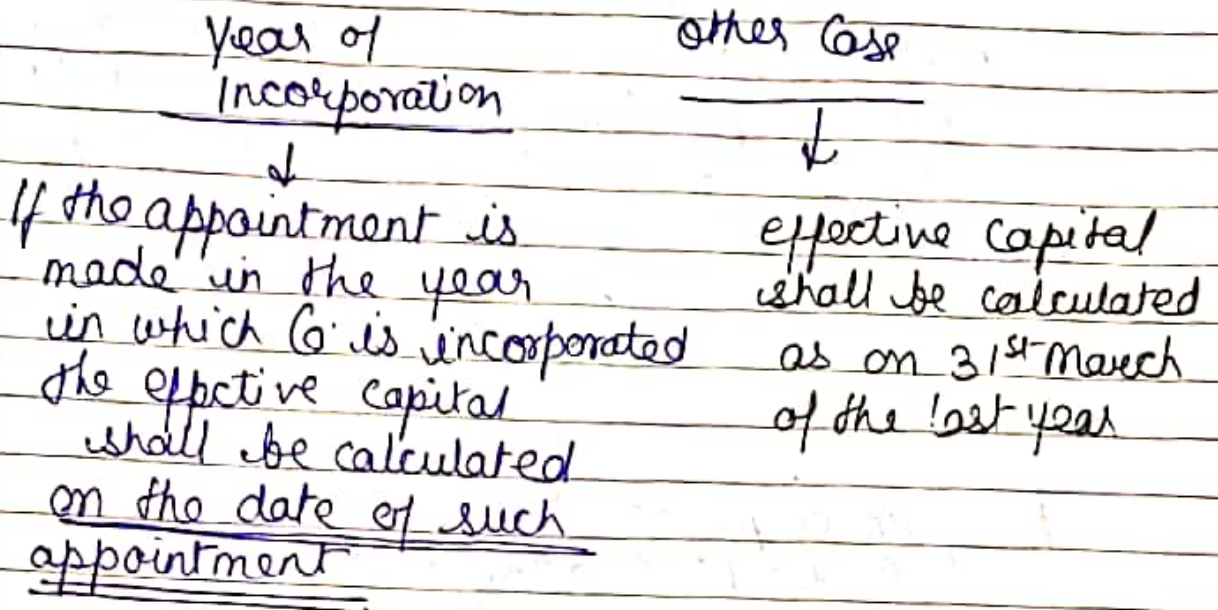 Year of
Incorporation
↓
If the appointment is
made in the year
in which Co. is incorporated
the effective capital
shall be calculated
on the date of such
appointment
other Case
↓
effective capital
shall be calculated
as on 31st March
of the last year